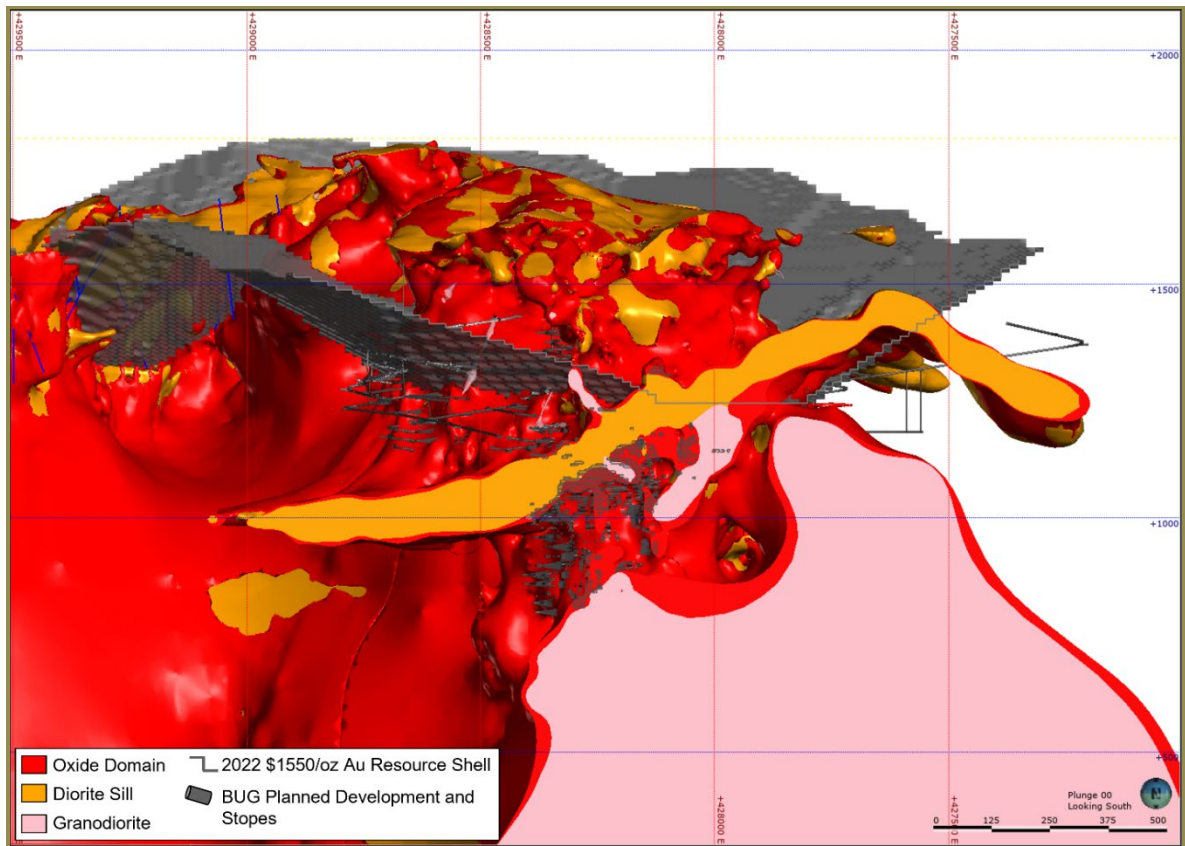 +429500 E
+429000 E
+428500 E
+428000 E
+427500 E
+2000
+1500
+1000
+500
Oxide Domain
Diorite Sill
Granodiorite
2022 $1550/oz Au Resource Shell
BUG Planned Development and
Stopes
+428000 E
+427500 E
Plunge 00
Looking South
N
0 125 250 375 500